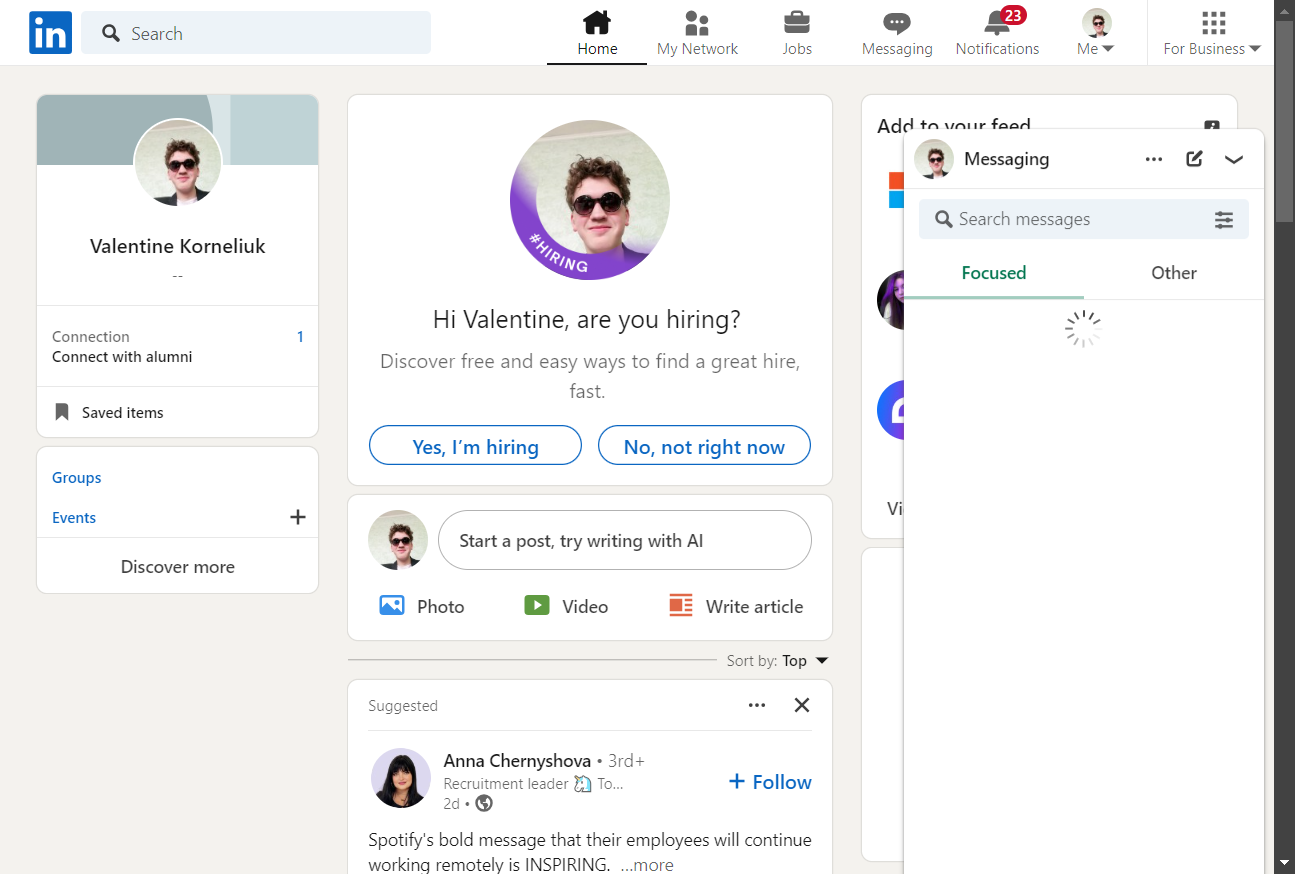 in
Search
Home
My Network
Jobs
Messaging
23
Notifications
Me
For Business
Valentine Korneliuk
--
Connection
1
Connect with alumni
Saved items
Groups
Events
Discover more
#HIRING
Hi Valentine, are you hiring?
Discover free and easy ways to find a great hire,
fast.
Yes, I’m hiring
No, not right now
Start a post, try writing with AI
Photo
Video
Write article
Sort by: Top
Suggested
Anna Chernyshova • 3rd+
Recruitment leader 🦄 To...
2d •
+ Follow
Spotify's bold message that their employees will continue
working remotely is INSPIRING. ...more
Add to your feed
Messaging
Search messages
Focused
Other